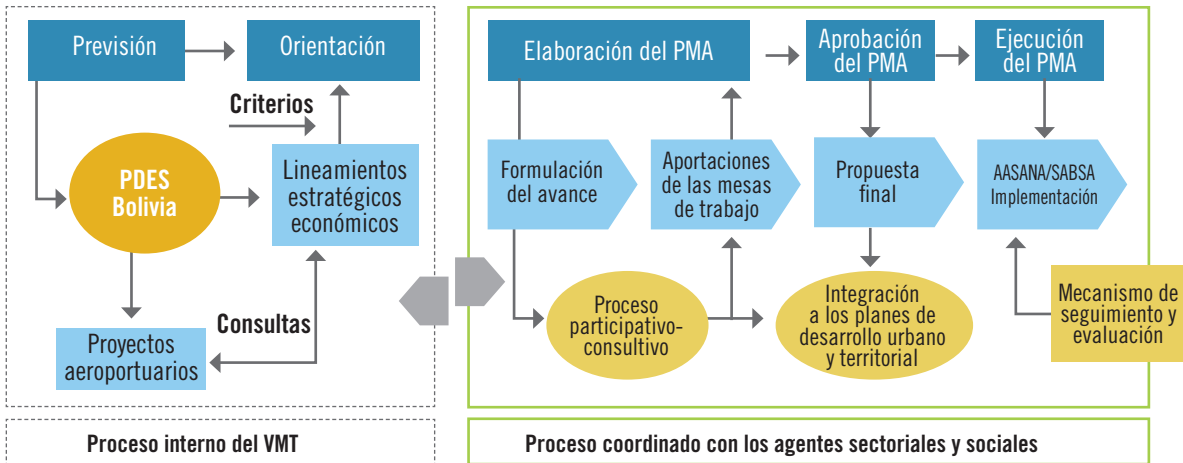 Previsión
Orientación
Criterios
PDES
Bolivia
Lineamientos
estratégicos
económicos
Consultas
Proyectos
aeroportuarios
Proceso interno del VMT
Elaboración del PMA
Aprobación
del PMA
Ejecución
del PMA
Formulación
del avance
Aportaciones
de las mesas
de trabajo
Propuesta
final
AASANA/SABSA
Implementación
Proceso
participativo-
consultivo
Integración
a los planes de
desarrollo urbano
y territorial
Mecanismo de
seguimiento y
evaluación
Proceso coordinado con los agentes sectoriales y sociales